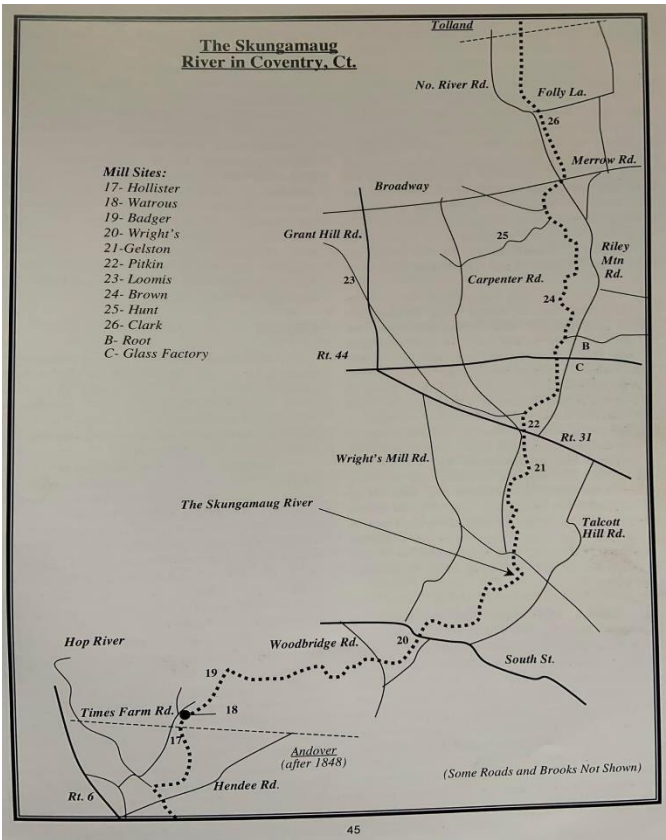 The Skungamaug
River in Coventry, Ct.
Tolland
No. River Rd.
Folly La.
26
Merrow Rd.
Mill Sites:
17- Hollister
18- Watrous
19- Badger
20- Wright's
21-Gelston
22- Pitkin
23- Loomis
24- Brown
25- Hunt
26- Clark
B- Root
C- Glass Factory
Broadway
Grant Hill Rd.
25
Riley
Mtn
Rd.
23
Carpenter Rd.
24
B
Rt. 44
C
22
Rt. 31
Wright's Mill Rd.
21
The Skungamaug River
Talcott
Hill Rd.
Hop River
Woodbridge Rd.
20
South St.
19
Times Farm Rd.
18
17
Andover
(after 1848)
Hendee Rd.
Rt. 6
(Some Roads and Brooks Not Shown)
45